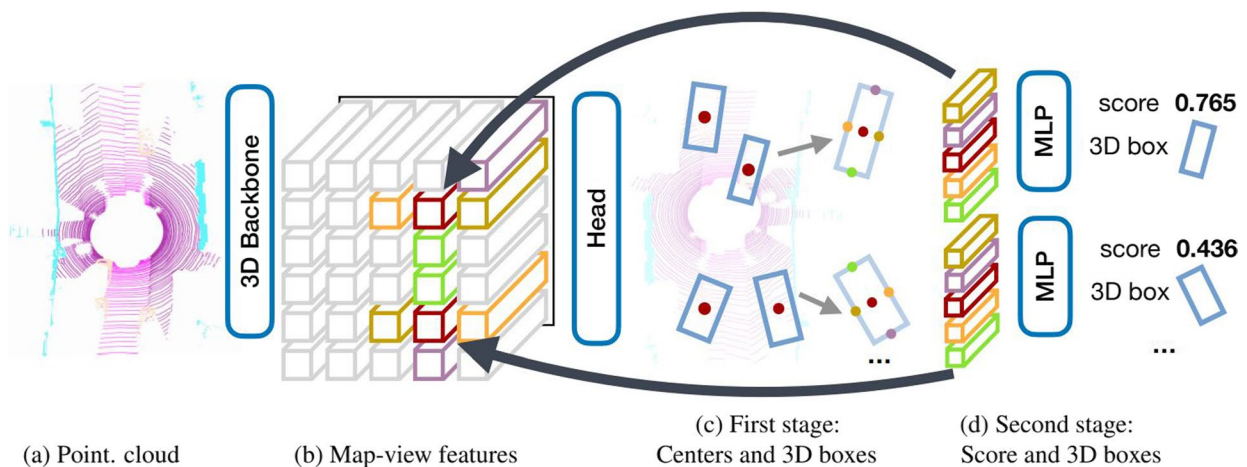 3D Backbone
Head
MLP
score 0.765
3D box
MLP
score 0.436
3D box
...
...
(a) Point. cloud
(b) Map-view features
(c) First stage:
Centers and 3D boxes
(d) Second stage:
Score and 3D boxes